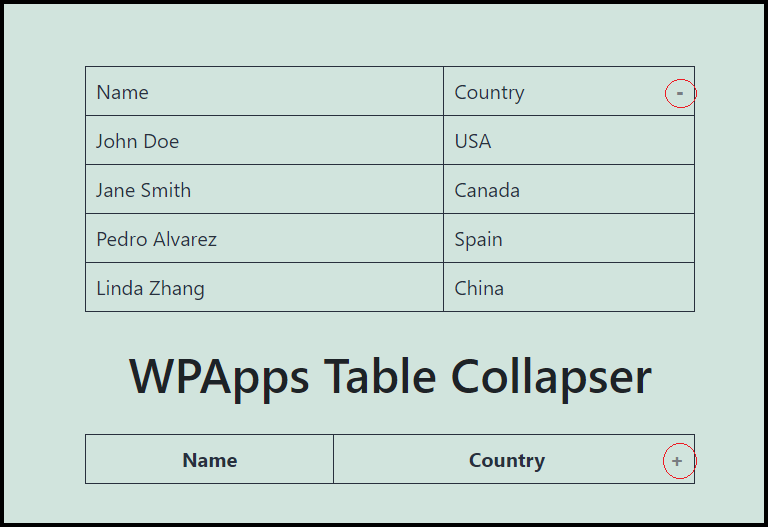 Name Country -
John Doe USA
Jane Smith Canada
Pedro Alvarez Spain
Linda Zhang China
WPApps Table Collapser
Name Country +